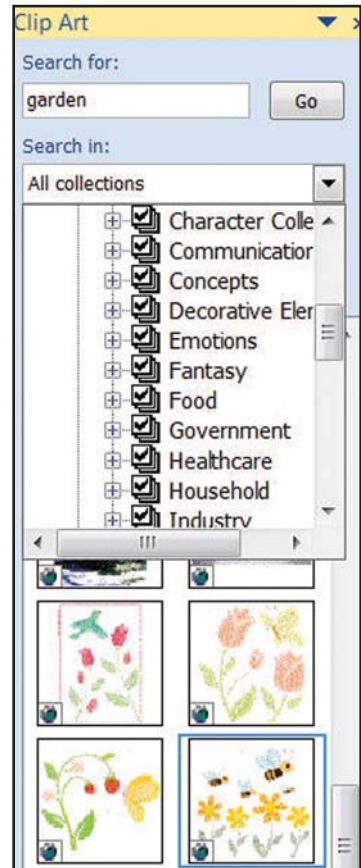 Clip Art
Search for:
garden
Go
Search in:
All collections
Character Colle
Communication
Concepts
Decorative Eler
Emotions
Fantasy
Food
Government
Healthcare
Household
Industry